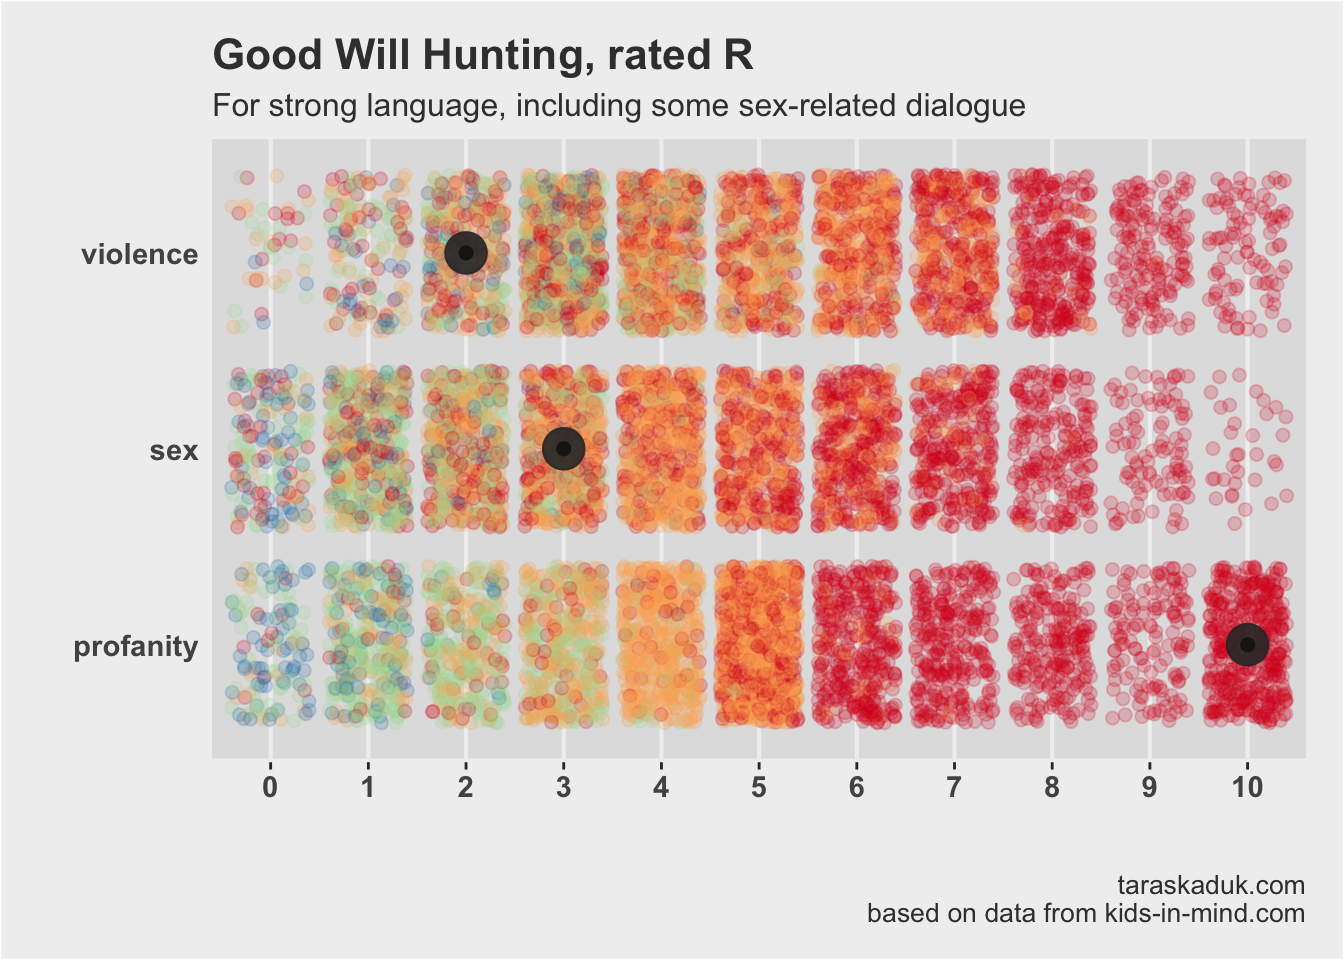 Good Will Hunting, rated R
For strong language, including some sex-related dialogue
violence
sex
profanity
0 1 2 3 4 5 6 7 8 9 10
taraskaduk.com
based on data from kids-in-mind.com